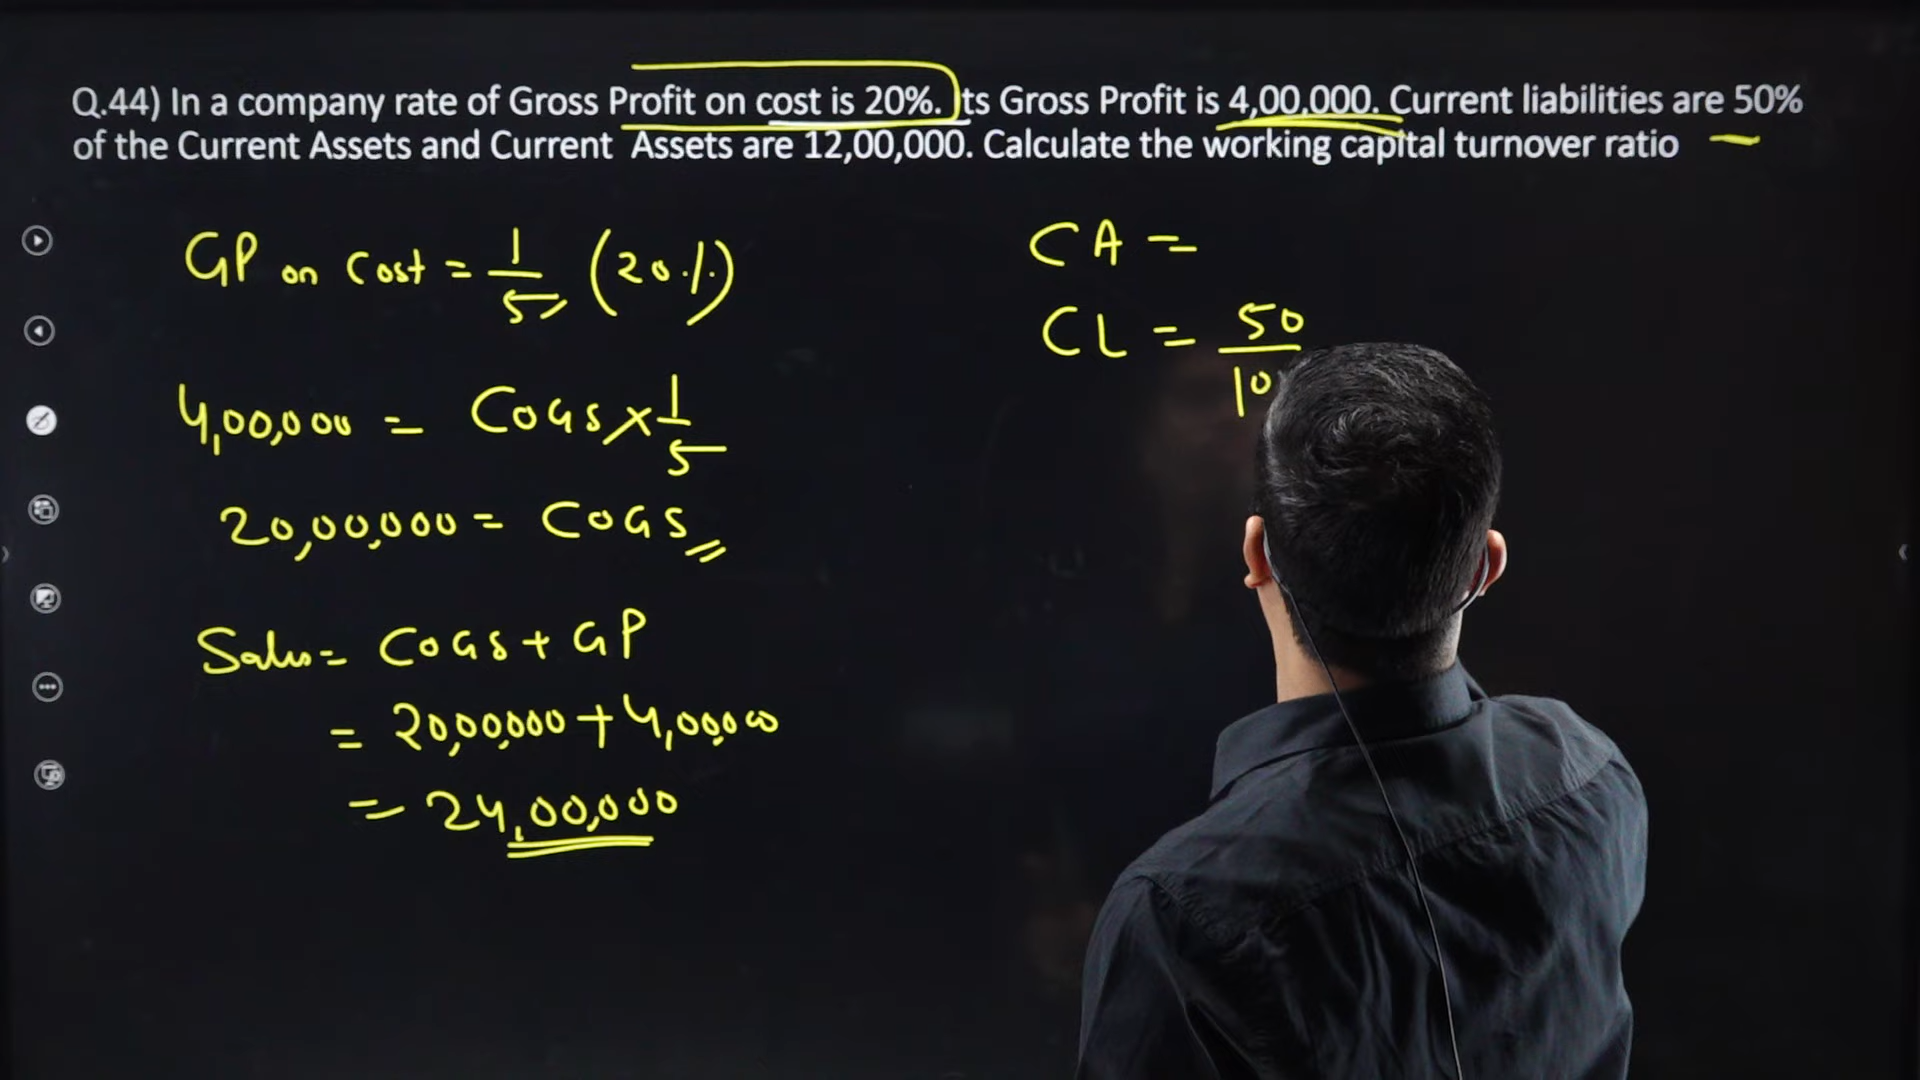 Q.44) In a company rate of Gross Profit on cost is 20%. Its Gross Profit is 4,00,000. Current liabilities are 50%
of the Current Assets and Current Assets are 12,00,000. Calculate the working capital turnover ratio
GP on Cost = 1/5 (20%)
4,00,000 = COGS × 1/5
20,00,000 = COGS
Sales = COGS + GP
= 20,00,000 + 4,00,000
= 24,00,000
CA =
CL = 50/10